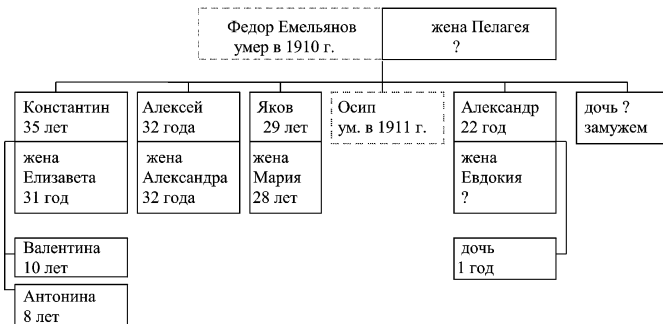 Федор Емельянов
умер в 1910 г.
жена Пелагея
?
Константин
35 лет
Алексей
32 года
Яков
29 лет
Осип
ум. в 1911 г.
Александр
22 год
дочь ?
замужем
жена
Елизавета
31 год
жена
Александра
32 года
жена
Мария
28 лет
жена
Евдокия
?
Валентина
10 лет
дочь
1 год
Антонина
8 лет